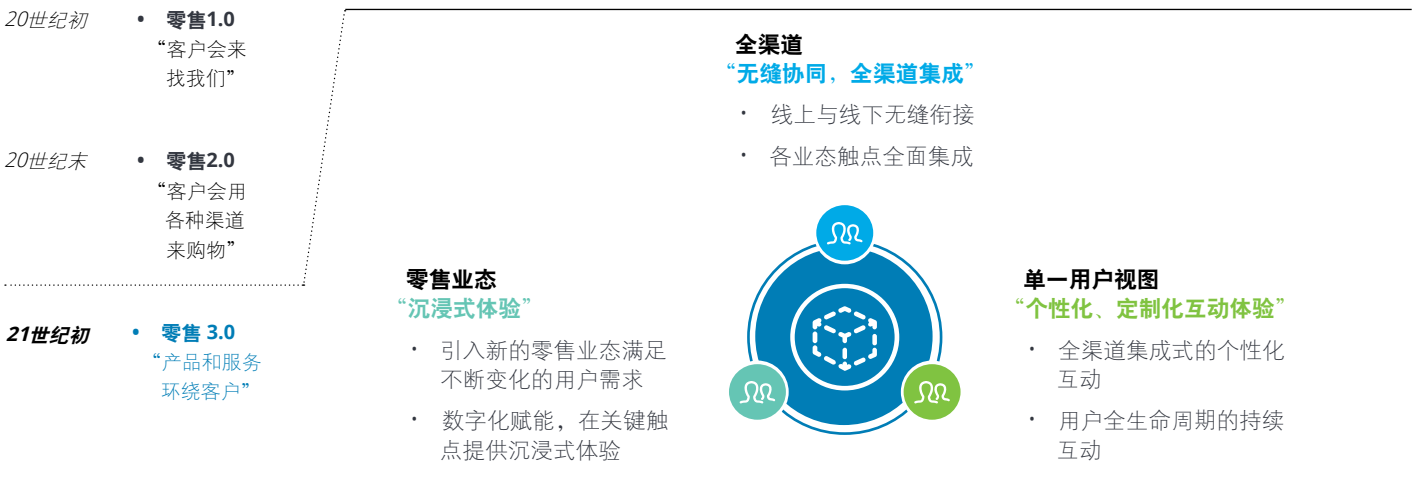 20世纪初
• 零售1.0
“客户会来
找我们”
20世纪末
• 零售2.0
“客户会用
各种渠道
来购物”
21世纪初
• 零售 3.0
“产品和服务
环绕客户”
全渠道
“无缝协同，全渠道集成”
· 线上与线下无缝衔接
· 各业态触点全面集成
零售业态
“沉浸式体验”
· 引入新的零售业态满足
不断变化的用户需求
· 数字化赋能，在关键触
点提供沉浸式体验
单一用户视图
“个性化、定制化互动体验”
· 全渠道集成式的个性化
互动
· 用户全生命周期的持续
互动